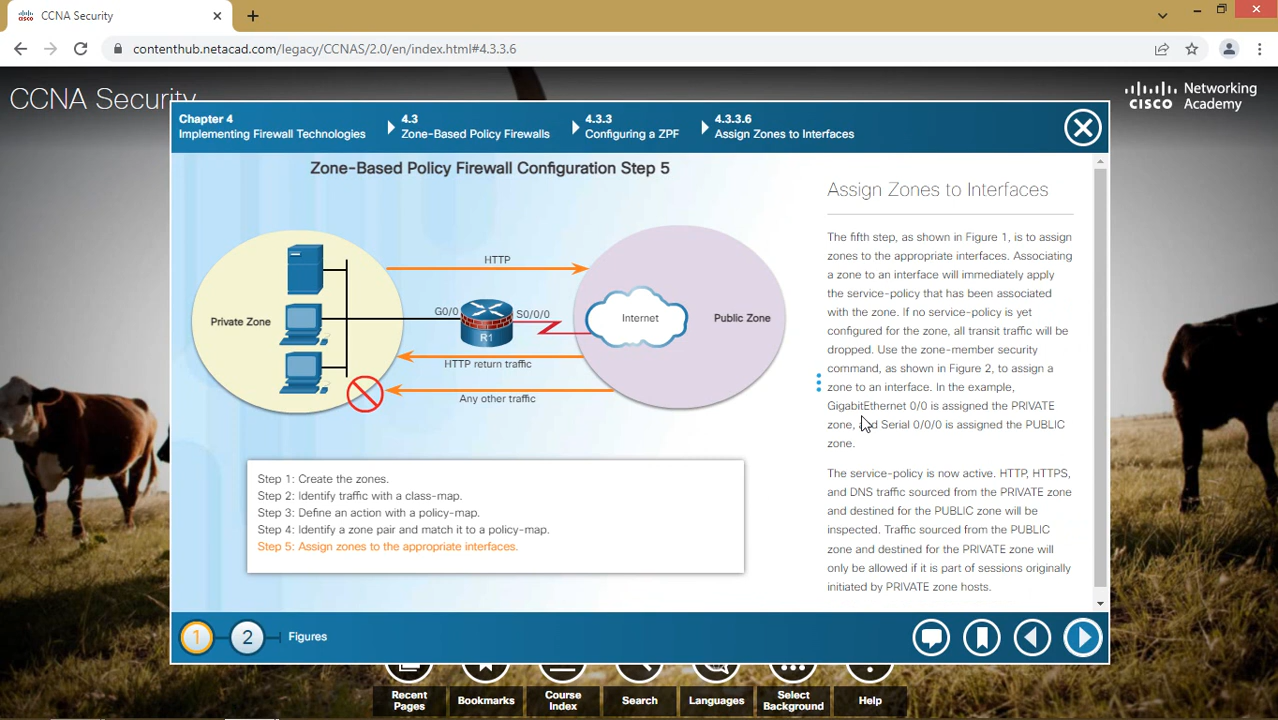 CCNA Security
contenthub.netacad.com/legacy/CCNAS/2.0/en/index.html#4.3.3.6
CCNA Security
Networking
CISCO Academy
Chapter 4
Implementing Firewall Technologies
4.3
Zone-Based Policy Firewalls
4.3.3
Configuring a ZPF
4.3.3.6
Assign Zones to Interfaces
Zone-Based Policy Firewall Configuration Step 5
HTTP
Private Zone
G0/0
R1
S0/0/0
Internet
Public Zone
HTTP return traffic
Any other traffic
Step 1: Create the zones.
Step 2: Identify traffic with a class-map.
Step 3: Define an action with a policy-map.
Step 4: Identify a zone pair and match it to a policy-map.
Step 5: Assign zones to the appropriate interfaces.
Assign Zones to Interfaces
The fifth step, as shown in Figure 1, is to assign
zones to the appropriate interfaces. Associating
a zone to an interface will immediately apply
the service-policy that has been associated
with the zone. If no service-policy is yet
configured for the zone, all transit traffic will be
dropped. Use the zone-member security
command, as shown in Figure 2, to assign a
zone to an interface. In the example,
GigabitEthernet 0/0 is assigned the PRIVATE
zone, and Serial 0/0/0 is assigned the PUBLIC
zone.
The service-policy is now active. HTTP, HTTPS,
and DNS traffic sourced from the PRIVATE zone
and destined for the PUBLIC zone will be
inspected. Traffic sourced from the PUBLIC
zone and destined for the PRIVATE zone will
only be allowed if it is part of sessions originally
initiated by PRIVATE zone hosts.
1
2
Figures
Recent
Pages
Bookmarks
Course
Index
Search
Languages
Select
Background
Help